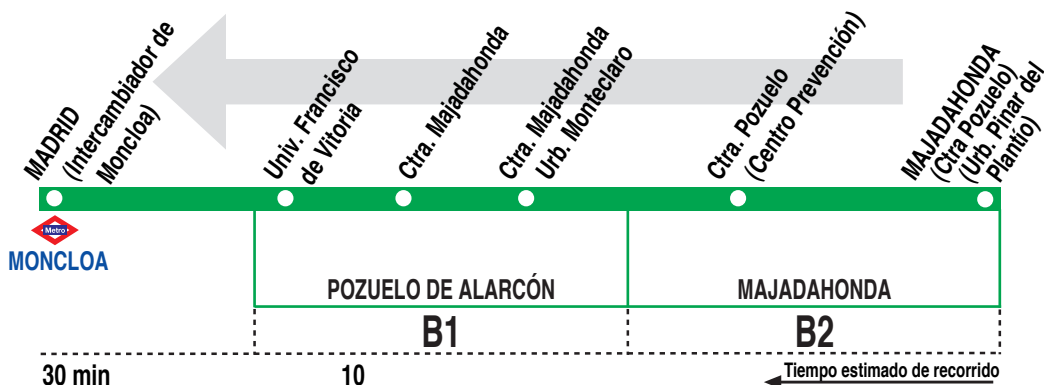 MADRID
(Intercambiador de
Moncloa)
Univ. Francisco
de Vitoria
Ctra. Majadahonda
Ctra. Majadahonda
Urb. Monteclaro
Ctra. Pozuelo
(Centro Prevención)
MAJADAHONDA
(Ctra Pozuelo)
(Urb. Pinar del
Plantío)
Metro
MONCLOA
POZUELO DE ALARCÓN
MAJADAHONDA
B1
B2
30 min
10
Tiempo estimado de recorrido